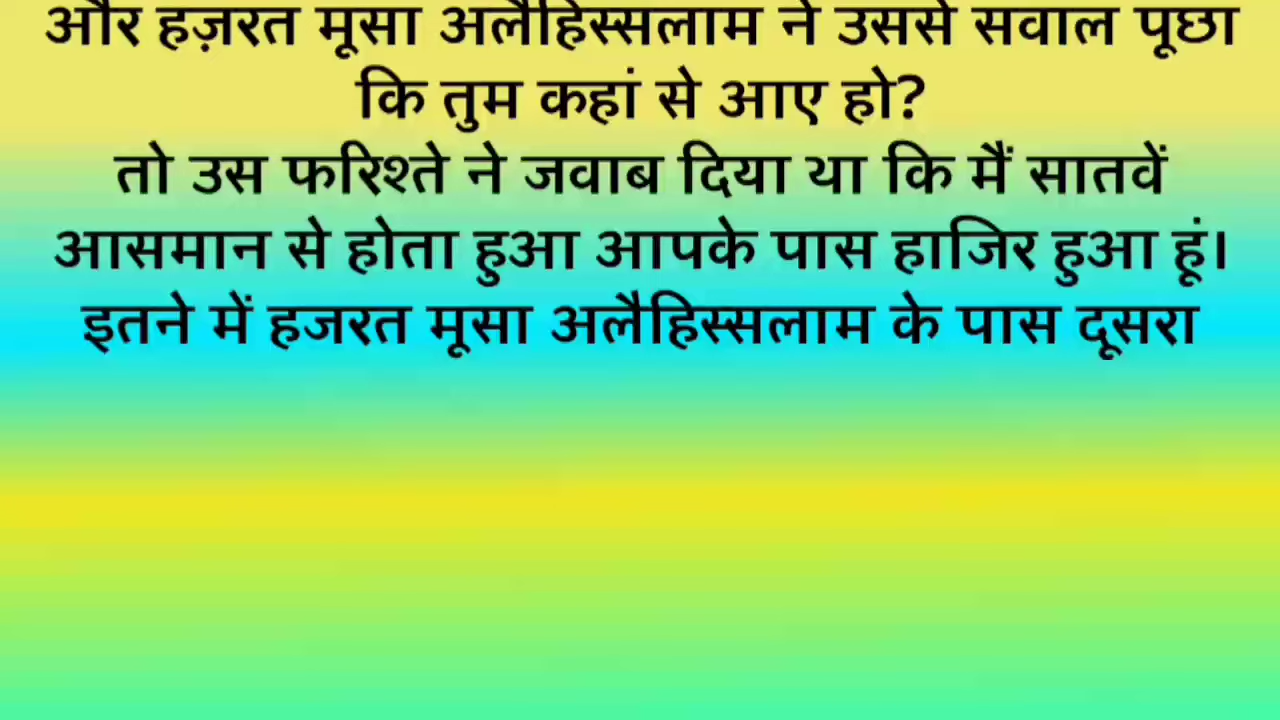 और हज़रत मूसा अलैहिस्सलाम ने उससे सवाल पूछा
कि तुम कहां से आए हो?
तो उस फरिश्ते ने जवाब दिया था कि मैं सातवें
आसमान से होता हुआ आपके पास हाजिर हुआ हूं।
इतने में हजरत मूसा अलैहिस्सलाम के पास दूसरा